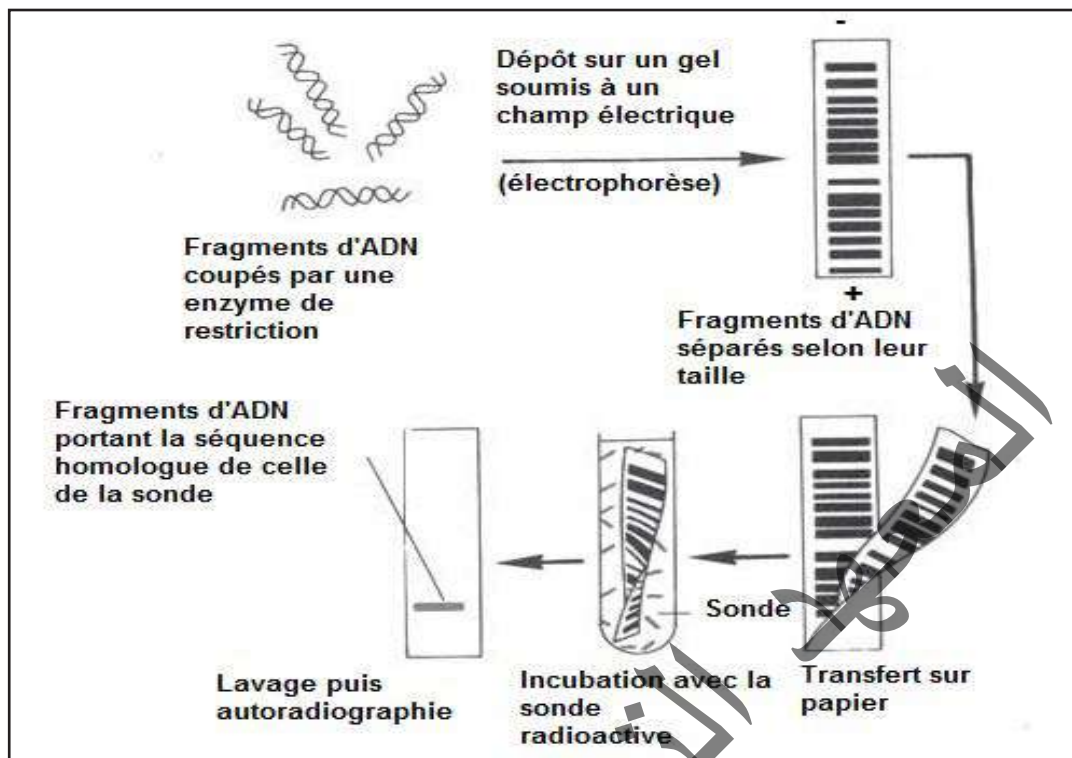 -
Dépôt sur un gel
soumis à un
champ électrique
(électrophorèse)
Fragments d'ADN
coupés par une
enzyme de
restriction
+
Fragments d'ADN
séparés selon leur
taille
Fragments d'ADN
portant la séquence
homologue de celle
de la sonde
Sonde
Transfert sur
papier
Incubation avec la
sonde
radioactive
Lavage puis
autoradiographie